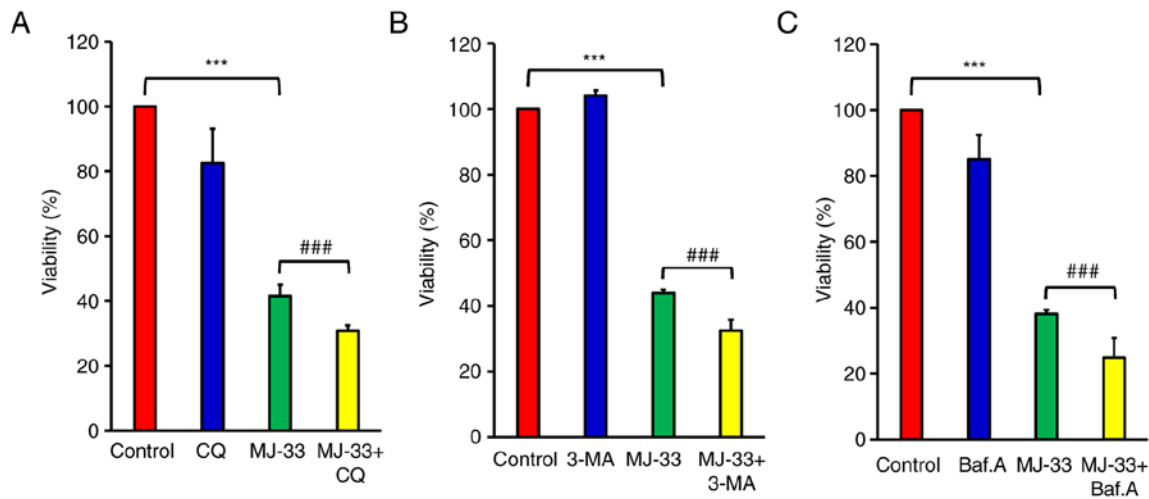 A
Viability (%)
120
100
80
60
40
20
0
***
###
Control
CQ
MJ-33
MJ-33+
CQ
B
Viability (%)
120
100
80
60
40
20
0
***
###
Control
3-MA
MJ-33
MJ-33+
3-MA
C
Viability (%)
120
100
80
60
40
20
0
***
###
Control
Baf.A
MJ-33
MJ-33+
Baf.A